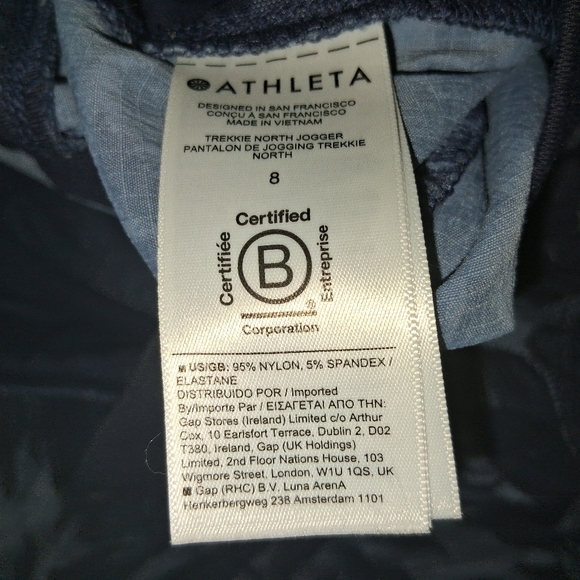 ATHLETA
DESIGNED IN SAN FRANCISCO
CONÇU À SAN FRANCISCO
MADE IN VIETNAM
TREKKIE NORTH JOGGER
PANTALON DE JOGGING TREKKIE
NORTH
8
Certified
Certifiée
B
Entreprise
®
Corporation
US/GB: 95% NYLON, 5% SPANDEX /
ELASTANE
DISTRIBUIDO POR / Imported
By/Importe Par / ΕΙΣΑΓΕΤΑΙ ΑΠΟ ΤΗΝ:
Gap Stores (Ireland) Limited c/o Arthur
Cox, 10 Earlsfort Terrace, Dublin 2, D02
T380, Ireland, Gap (UK Holdings)
Limited, 2nd Floor Nations House, 103
Wigmore Street, London, W1U 1QS, UK
Gap (RHC) B.V. Luna ArenA
Herikerbergweg 238 Amsterdam 1101